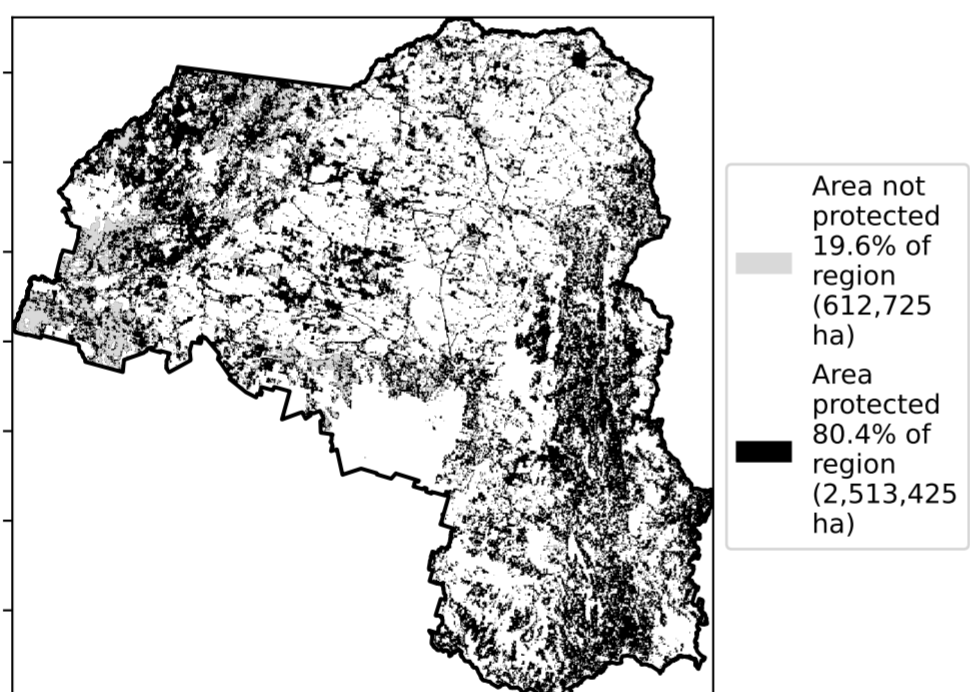 Area not
protected
19.6% of
region
(612,725
ha)
Area
protected
80.4% of
region
(2,513,425
ha)